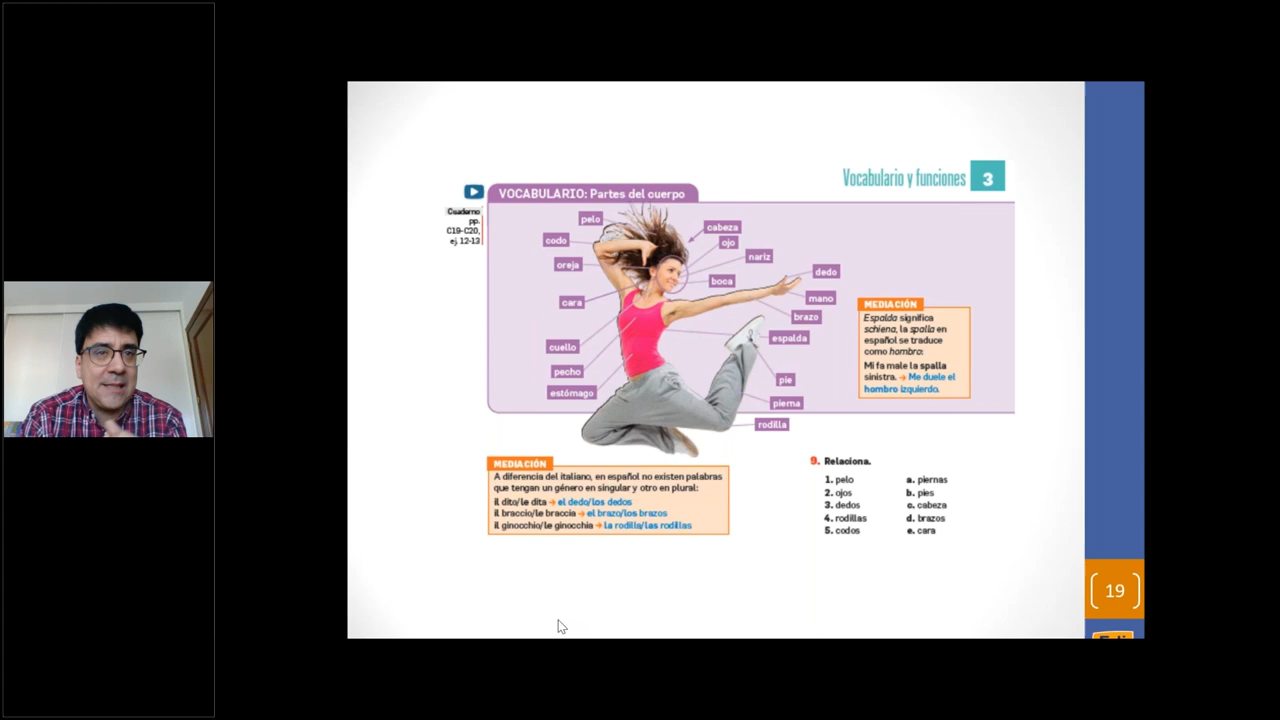 Vocabulario y funciones 3
VOCABULARIO: Partes del cuerpo
Cuaderno
pp.
C19-C20,
ej. 12-13
pelo
cabeza
codo
ojo
nariz
oreja
dedo
boca
mano
cara
brazo
espalda
cuello
pecho
pie
estómago
pierna
rodilla
MEDIACIÓN
Espalda significa
schiena, la spalla en
español se traduce
como hombro:
Mi fa male la spalla
sinistra. → Me duele el
hombro izquierdo.
MEDIACIÓN
A diferencia del italiano, en español no existen palabras
que tengan un género en singular y otro en plural:
il dito/le dita → el dedo/los dedos
il braccio/le braccia → el brazo/los brazos
il ginocchio/le ginocchia → la rodilla/las rodillas
9. Relaciona.
1. pelo a. piernas
2. ojos b. pies
3. dedos c. cabeza
4. rodillas d. brazos
5. codos e. cara
19